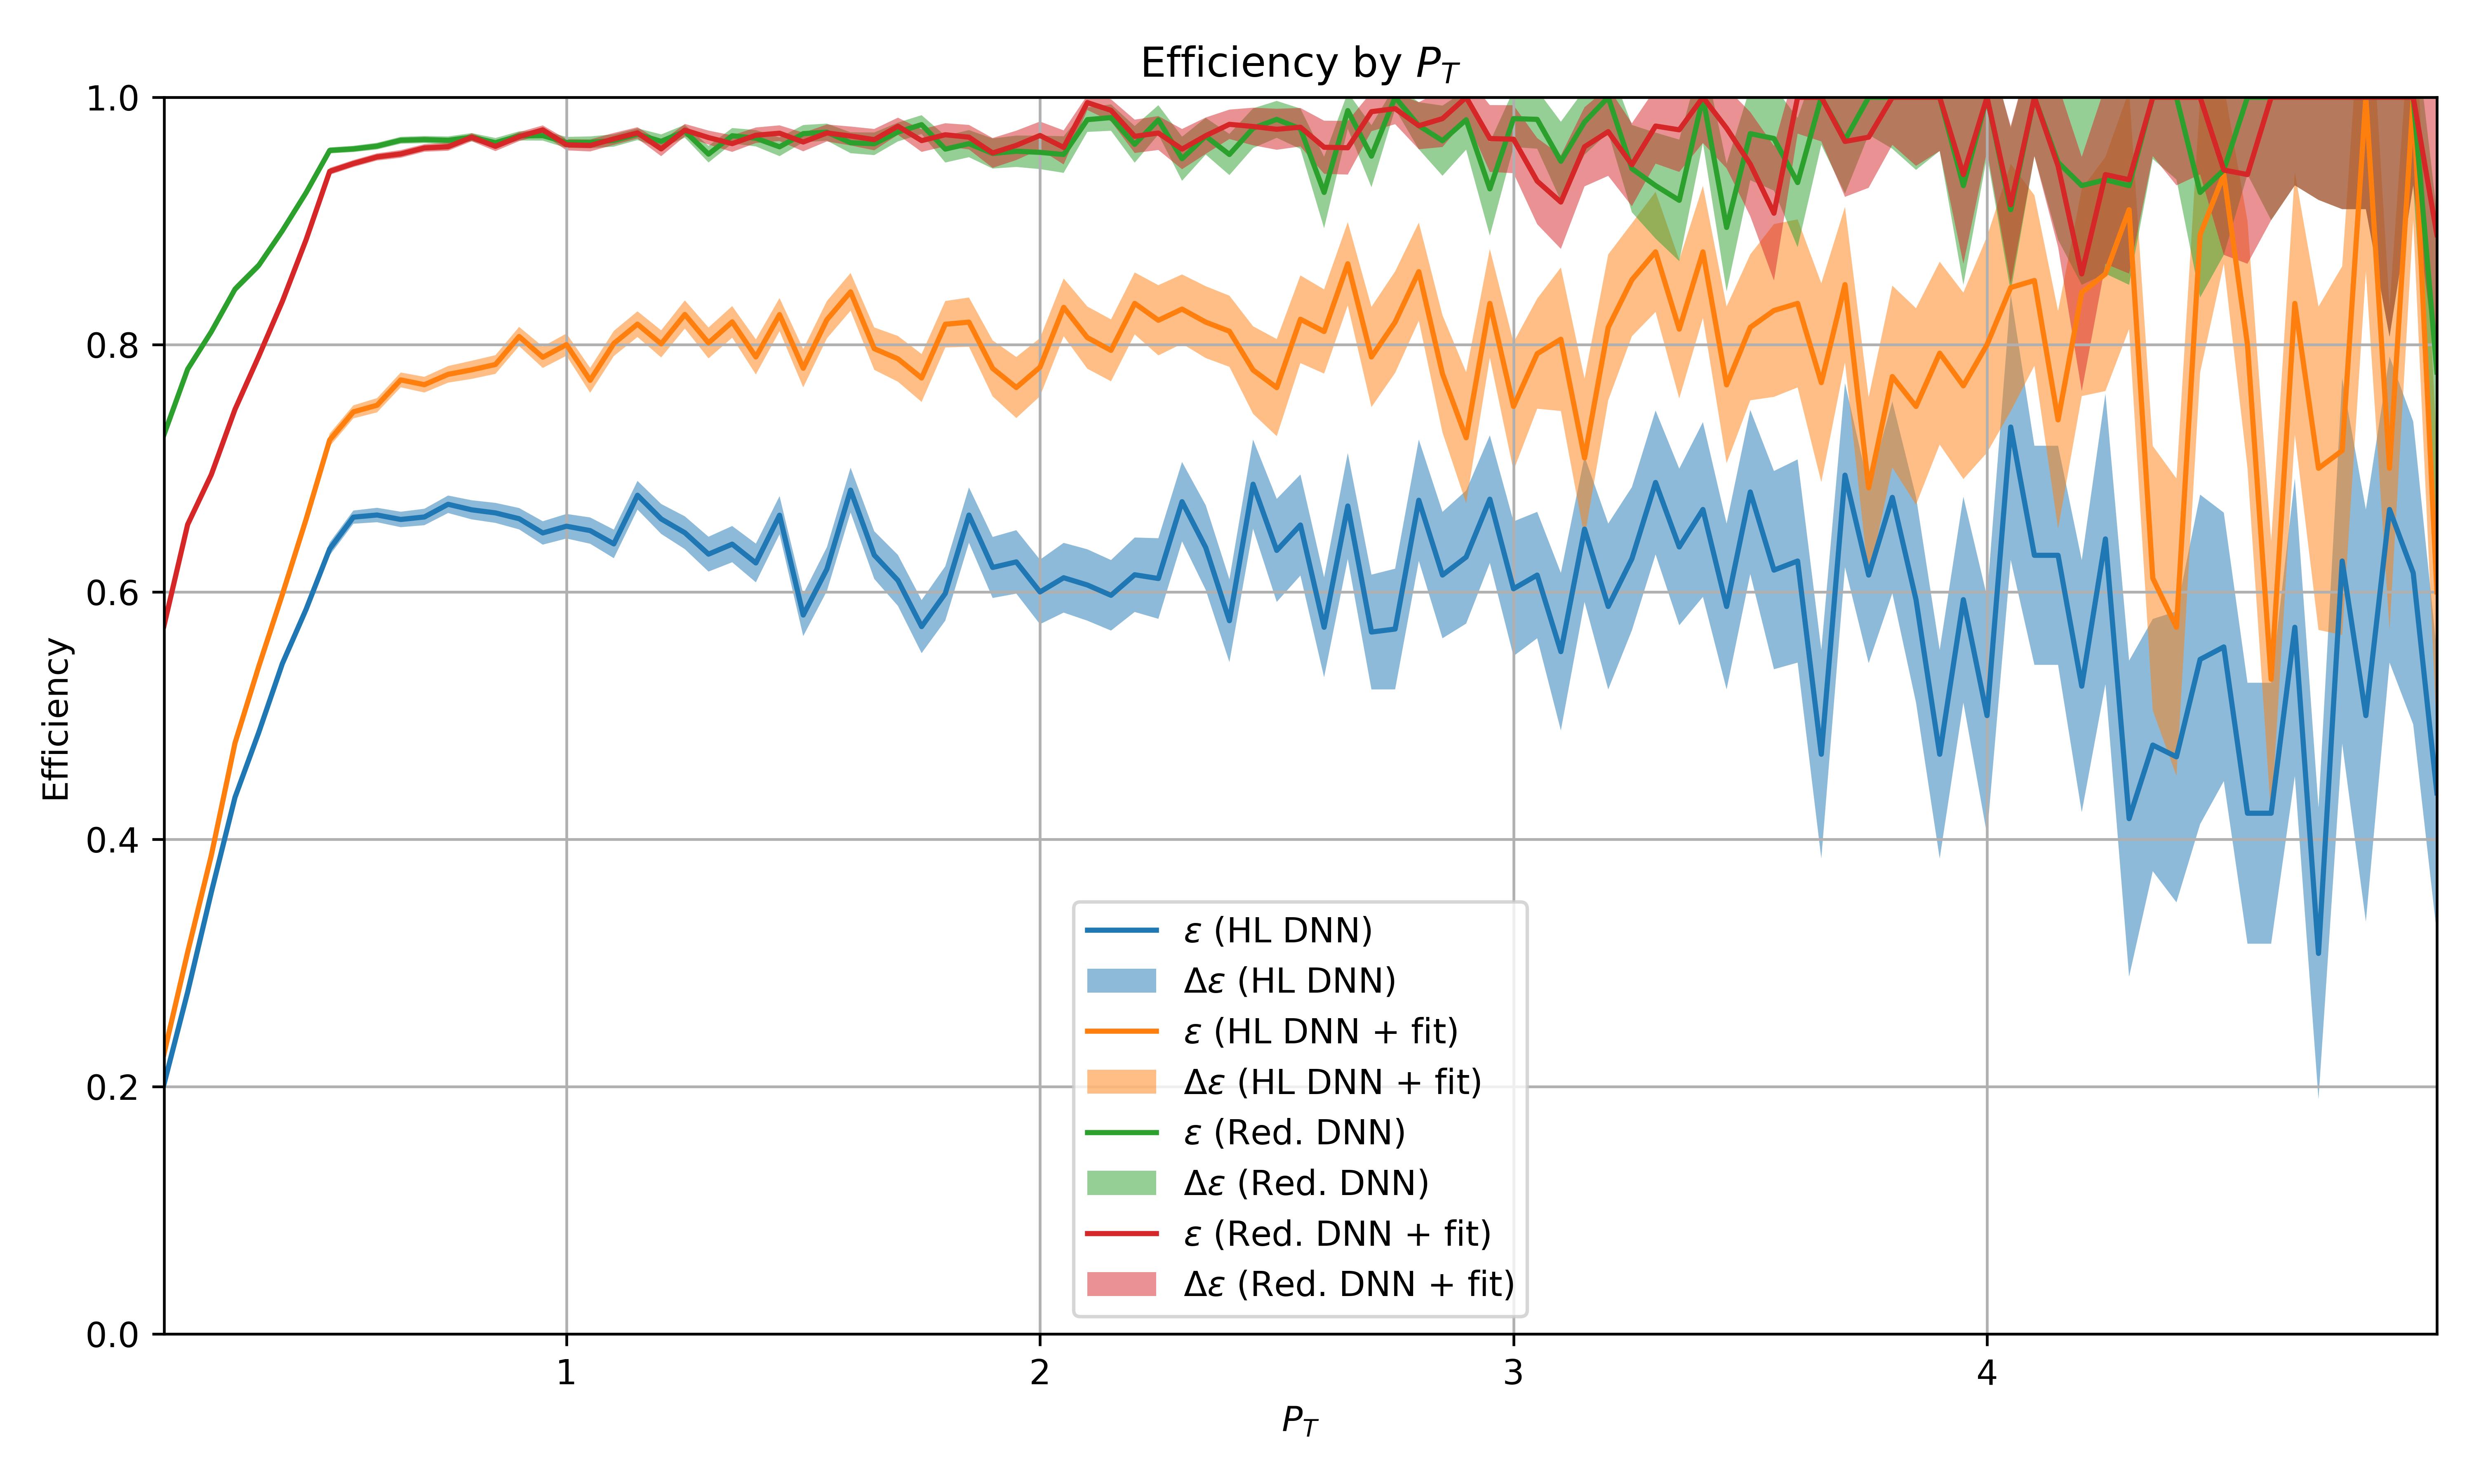 Efficiency by P_T
1.0
0.8
0.6
0.4
0.2
0.0
Efficiency
ε (HL DNN)
Δε (HL DNN)
ε (HL DNN + fit)
Δε (HL DNN + fit)
ε (Red. DNN)
Δε (Red. DNN)
ε (Red. DNN + fit)
Δε (Red. DNN + fit)
1 2 3 4
P_T